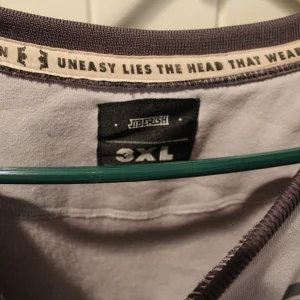 N UNEASY LIES THE HEAD THAT WEAR
JIBERISH
3XL